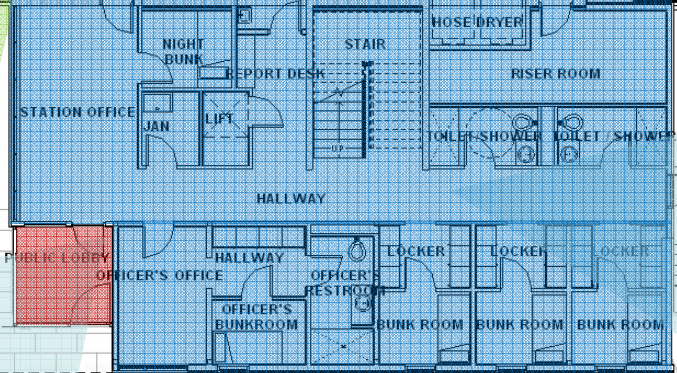 HOSE DRYER
NIGHT
BUNK
STAIR
REPORT DESK
RISER ROOM
STATION OFFICE
JAN
LIFT
TOILET/SHOWER
TOILET / SHOWER
UP
HALLWAY
PUBLIC LOBBY
OFFICER'S OFFICE
HALLWAY
OFFICER'S
RESTROOM
LOCKER
LOCKER
LOCKER
OFFICER'S
BUNKROOM
BUNK ROOM
BUNK ROOM
BUNK ROOM